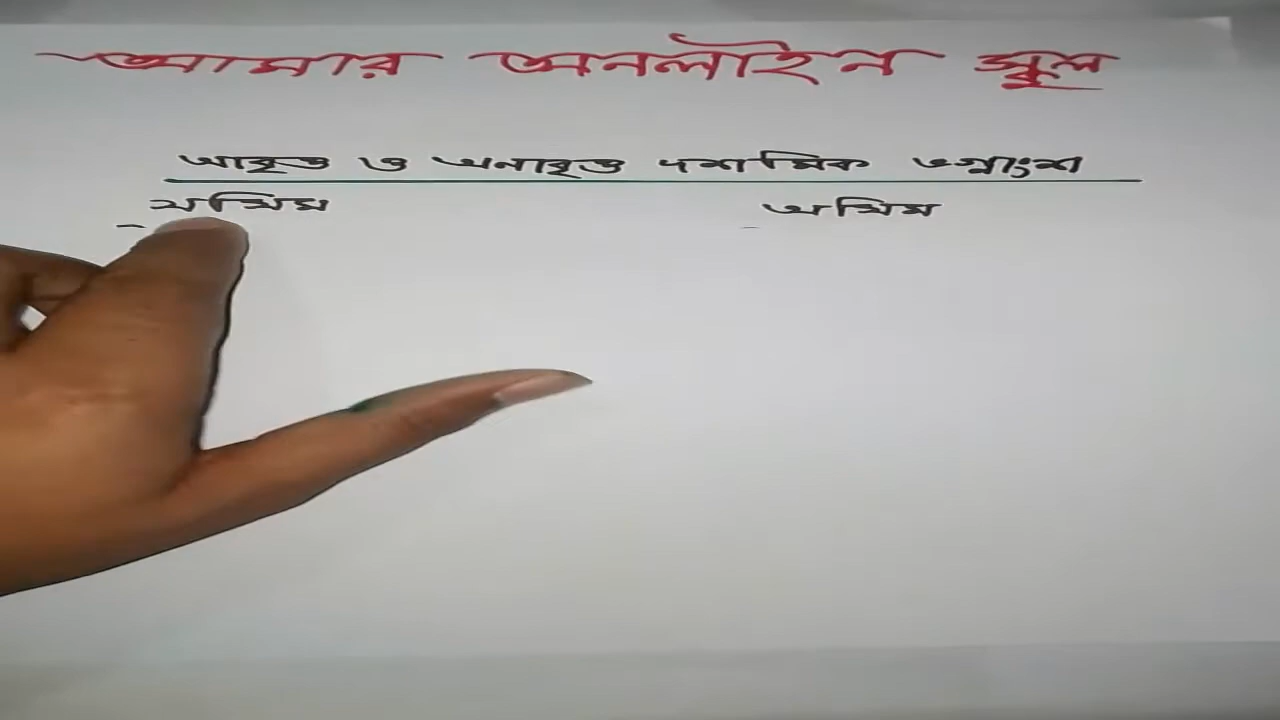 আমার অনলাইন স্কুল
আবৃত্ত ও অনাবৃত্ত দশমিক ভগ্নাংশ
সসিম অসিম